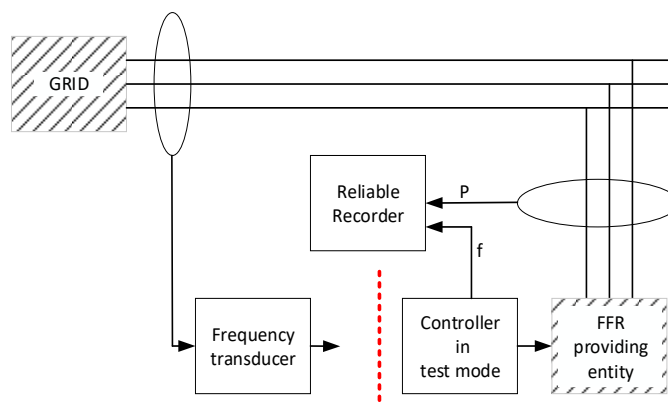 GRID
Reliable
Recorder
P
f
Frequency
transducer
Controller
in
test mode
FFR
providing
entity